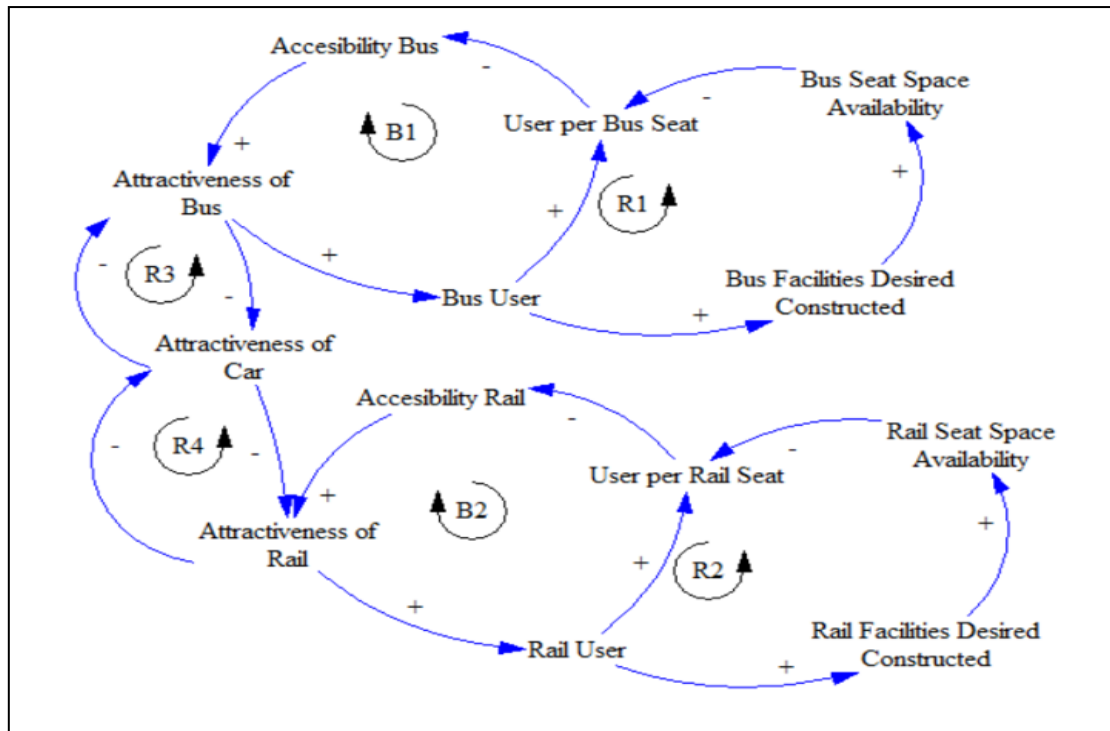 Accesibility Bus
-
-
Bus Seat Space
Availability
User per Bus Seat
B1
+
+
Attractiveness of
Bus
R1
+
+
-
R3
-
Bus User
+
Bus Facilities Desired
Constructed
Attractiveness of
Car
Accesibility Rail
-
-
R4
-
-
Rail Seat Space
Availability
User per Rail Seat
+
B2
Attractiveness of
Rail
+
+
R2
+
Rail User
+
Rail Facilities Desired
Constructed